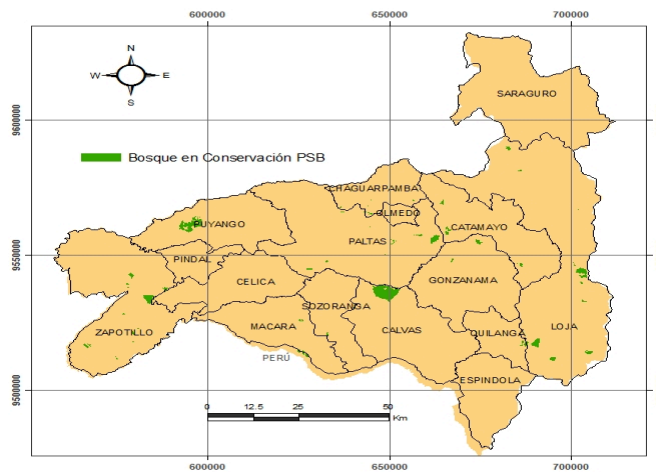 600000 650000 700000
N
W E
S
SARAGURO
9600000
Bosque en Conservación PSB
CHAGUARPAMBA
OLMEDO
PUYANGO
CATAMAYO
PALTAS
9550000
PINDAL
CELICA
GONZANAMA
SOZORANGA
ZAPOTILLO
MACARA
CALVAS
QUILANGA
LOJA
PERÚ
ESPINDOLA
9500000
0 12.5 25 50
Km
600000 650000 700000